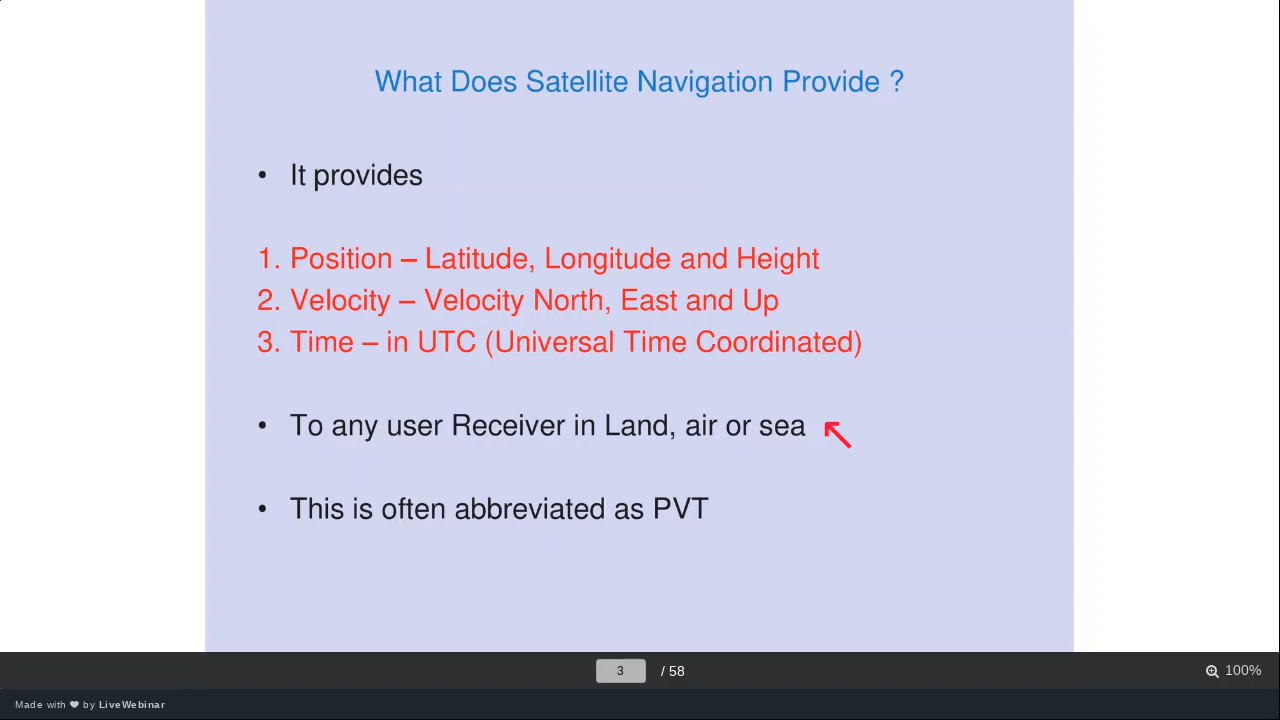 What Does Satellite Navigation Provide ?
• It provides
1. Position – Latitude, Longitude and Height
2. Velocity – Velocity North, East and Up
3. Time – in UTC (Universal Time Coordinated)
• To any user Receiver in Land, air or sea
• This is often abbreviated as PVT
3 / 58
100%
Made with ❤ by LiveWebinar